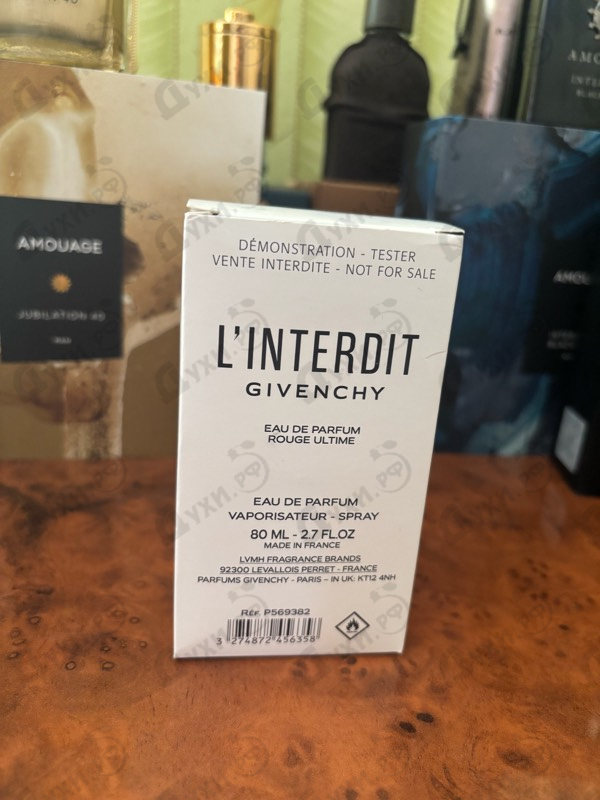 DÉMONSTRATION - TESTER
VENTE INTERDITE - NOT FOR SALE
L'INTERDIT
GIVENCHY
EAU DE PARFUM
ROUGE ULTIME
EAU DE PARFUM
VAPORISATEUR - SPRAY
80 ML - 2.7 FL.OZ
MADE IN FRANCE
LVMH FRAGRANCE BRANDS
92300 LEVALLOIS PERRET - FRANCE
PARFUMS GIVENCHY - PARIS – IN UK: KT12 4NH
RÉF. P569382
3 274872 456358
AMOUAGE
JUBILATION 40
ДУХИ.РФ